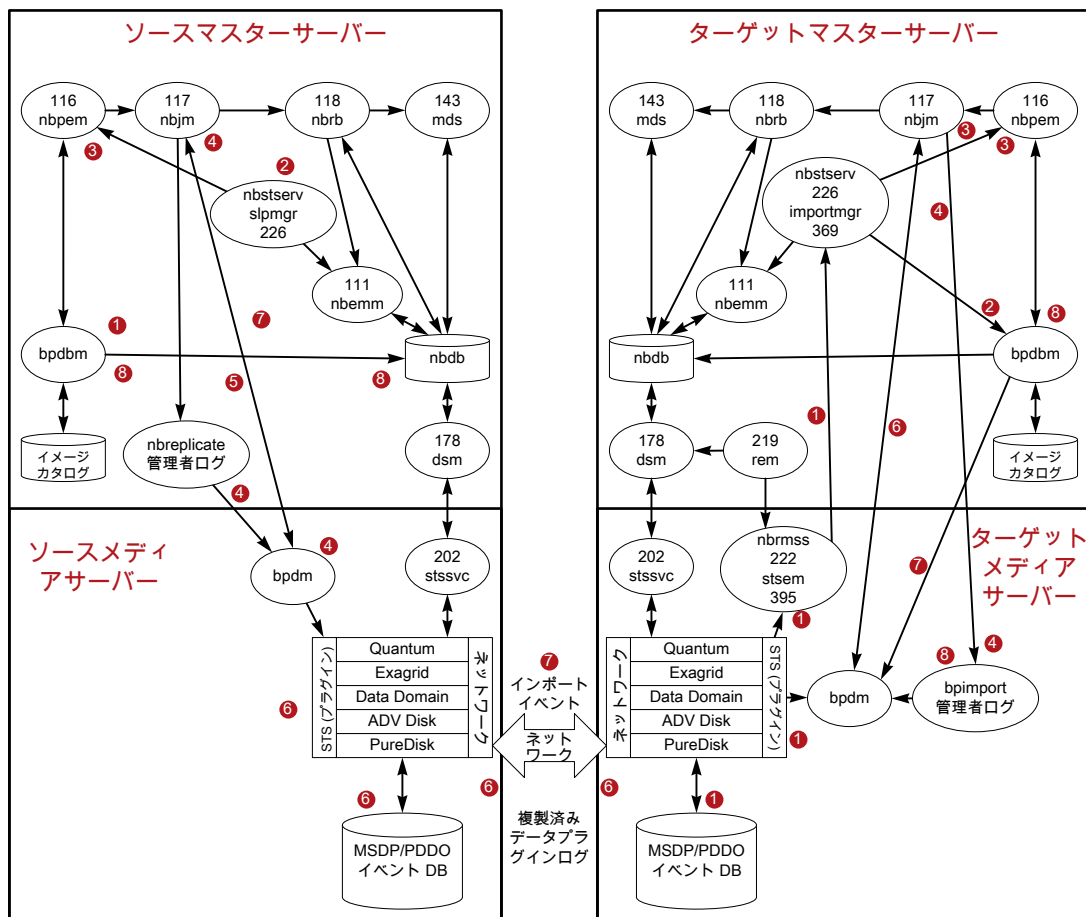 ソースマスターサーバー
116
nbpem
117
nbjm
118
nbrb
143
mds
3
4
2
nbstserv
slpmgr
226
111
nbemm
7
1
bpdbm
8
8
nbdb
5
イメージ
カタログ
nbreplicate
管理者ログ
178
dsm
4
ソースメディ
アサーバー
4
bpdm
202
stssvc
STS (プラグイン)
Quantum
Exagrid
Data Domain
ADV Disk
PureDisk
ネットワーク
6
6
6
MSDP/PDDO
イベント DB
7
インポート
イベント
ネット
ワーク
複製済み
データプラ
グインログ
ターゲットマスターサーバー
143
mds
118
nbrb
117
nbjm
116
nbpem
3
3
nbstserv
226
importmgr
369
4
111
nbemm
2
8
nbdb
bpdbm
1
6
178
dsm
219
rem
イメージ
カタログ
ターゲット
メディア
サーバー
202
stssvc
nbrmss
222
stsem
395
7
1
ネットワーク
Quantum
Exagrid
Data Domain
ADV Disk
PureDisk
STS (プラグイン)
bpdm
4
8
bpimport
管理者ログ
1
6
1
MSDP/PDDO
イベント DB